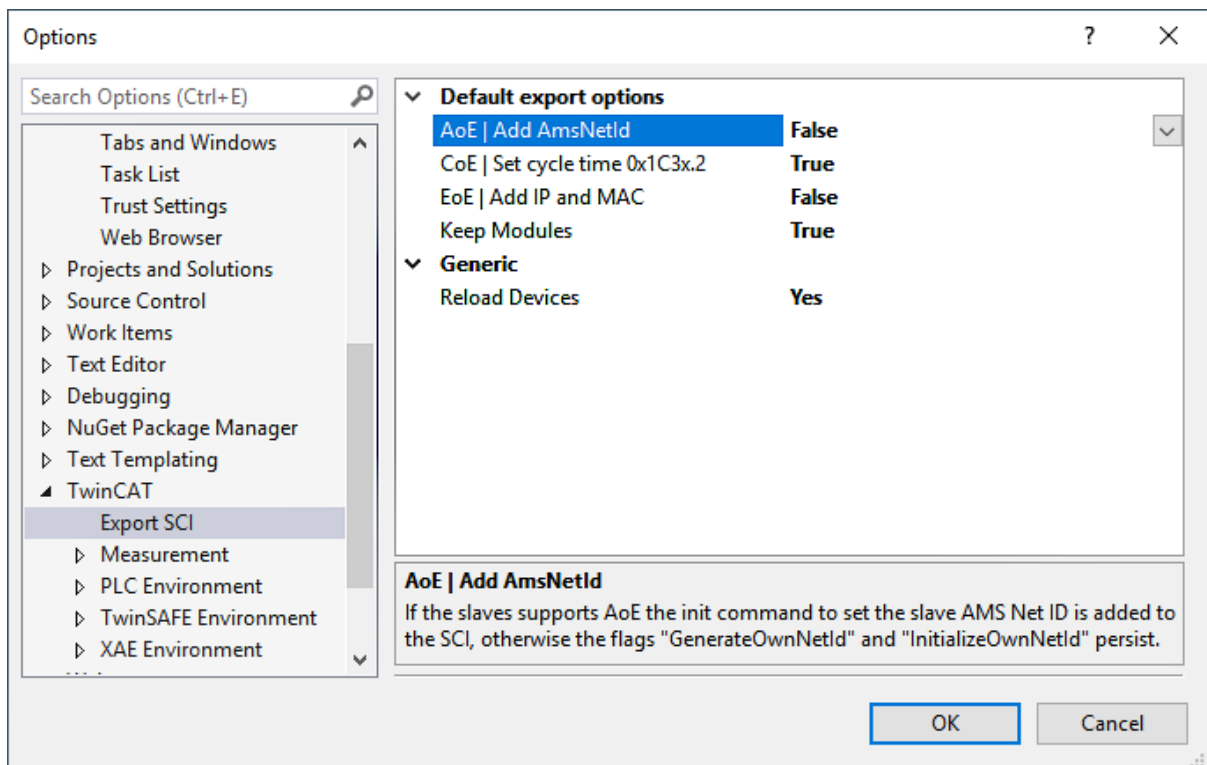 Options
?
Search Options (Ctrl+E)
Tabs and Windows
Task List
Trust Settings
Web Browser
Projects and Solutions
Source Control
Work Items
Text Editor
Debugging
NuGet Package Manager
Text Templating
TwinCAT
Export SCI
Measurement
PLC Environment
TwinSAFE Environment
XAE Environment
Default export options
AoE | Add AmsNetId False
CoE | Set cycle time 0x1C3x.2 True
EoE | Add IP and MAC False
Keep Modules True
Generic
Reload Devices Yes
AoE | Add AmsNetId
If the slaves supports AoE the init command to set the slave AMS Net ID is added to
the SCI, otherwise the flags "GenerateOwnNetId" and "InitializeOwnNetId" persist.
OK
Cancel